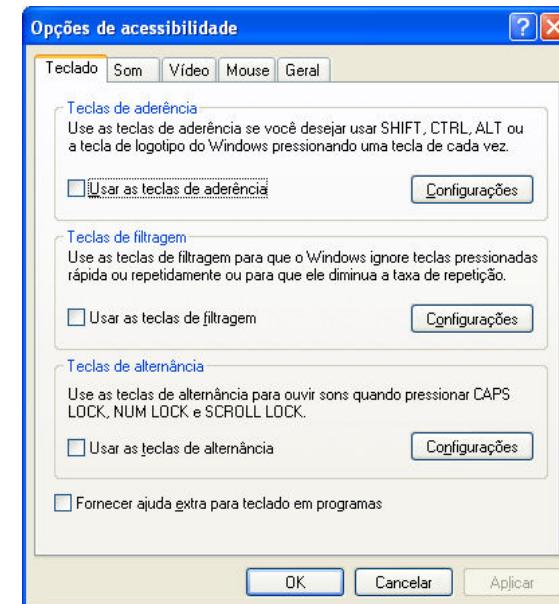 Opções de acessibilidade
Teclado Som Vídeo Mouse Geral
Teclas de aderência
Use as teclas de aderência se você desejar usar SHIFT, CTRL, ALT ou
a tecla de logotipo do Windows pressionando uma tecla de cada vez.
Usar as teclas de aderência
Configurações
Teclas de filtragem
Use as teclas de filtragem para que o Windows ignore teclas pressionadas
rápida ou repetidamente ou para que ele diminua a taxa de repetição.
Usar as teclas de filtragem
Configurações
Teclas de alternância
Use as teclas de alternância para ouvir sons quando pressionar CAPS
LOCK, NUM LOCK e SCROLL LOCK.
Usar as teclas de alternância
Configurações
Fornecer ajuda extra para teclado em programas
OK Cancelar Aplicar